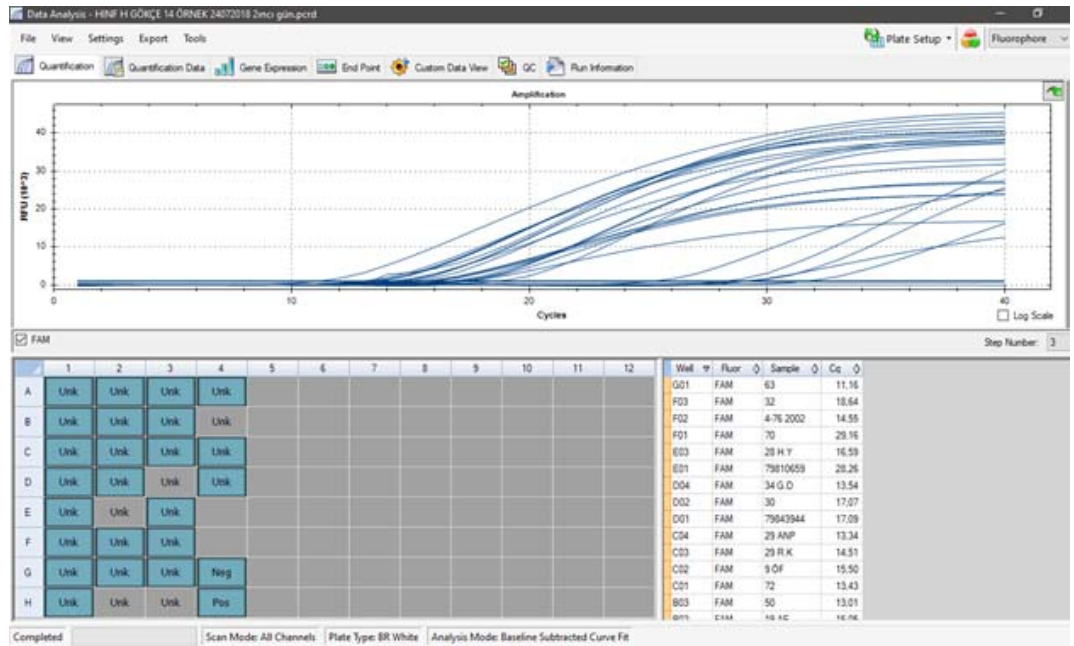 Data Analysis - HINF H GÖKÇE 14 ÖRNEK 24072018 2inci gün.pcrd
File View Settings Export Tools Plate Setup Fluorophore
Quantification Quantification Data Gene Expression End Point Custom Data View QC Run Information
Amplification
RFU (10^3)
40
30
20
10
0
0 10 20 30 40
Cycles
Log Scale
FAM Step Number: 3
1 2 3 4 5 6 7 8 9 10 11 12
A Unk Unk Unk Unk
B Unk Unk Unk Unk
C Unk Unk Unk Unk
D Unk Unk Unk Unk
E Unk Unk Unk
F Unk Unk Unk
G Unk Unk Unk Neg
H Unk Unk Unk Pos
Well Fluor Sample Cq
G01 FAM 63 11,16
F03 FAM 32 18,64
F02 FAM 4-76 2002 14,55
F01 FAM 70 29,16
E03 FAM 28 H.Y 16,59
E01 FAM 79810659 28,26
D04 FAM 34 G.D 13,54
D02 FAM 30 17,07
D01 FAM 79843944 17,09
C04 FAM 29 ANP 13,34
C03 FAM 29 R.K 14,51
C02 FAM 9 ÖF 15,50
C01 FAM 72 13,43
B03 FAM 50 13,01
Completed Scan Mode: All Channels Plate Type: BR White Analysis Mode: Baseline Subtracted Curve Fit